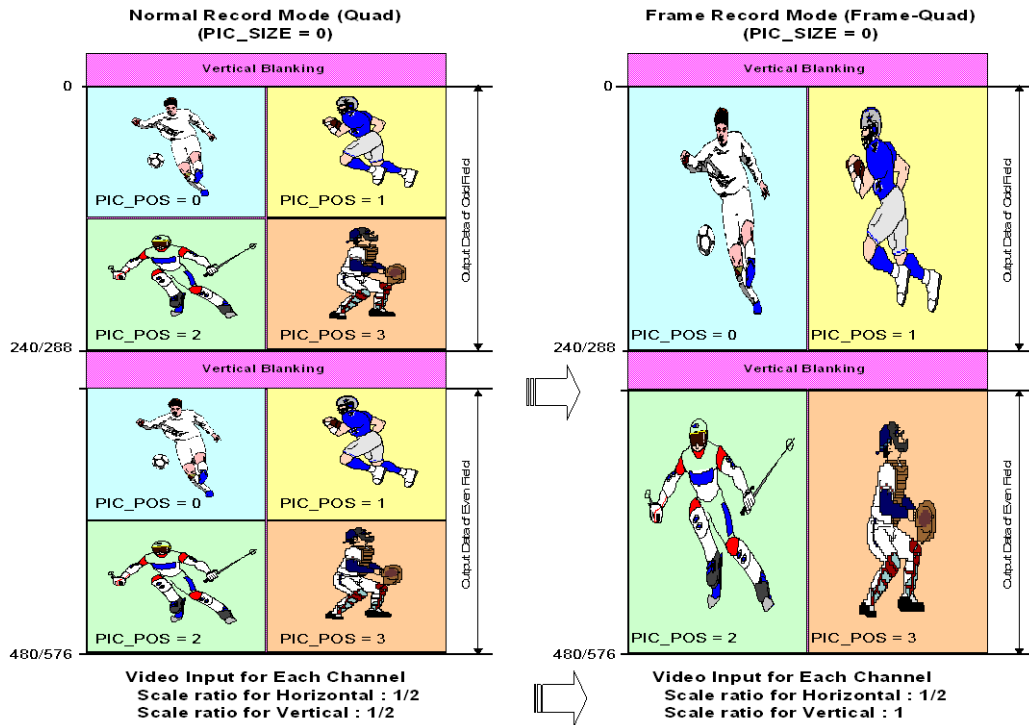 Normal Record Mode (Quad)
(PIC_SIZE = 0)
Vertical Blanking
0
PIC_POS = 0
PIC_POS = 1
PIC_POS = 2
PIC_POS = 3
Output Data of Odd Field
240/288
Vertical Blanking
PIC_POS = 0
PIC_POS = 1
PIC_POS = 2
PIC_POS = 3
Output Data of Even Field
480/576
Video Input for Each Channel
Scale ratio for Horizontal : 1/2
Scale ratio for Vertical : 1/2
Frame Record Mode (Frame-Quad)
(PIC_SIZE = 0)
Vertical Blanking
0
PIC_POS = 0
PIC_POS = 1
Output Data of Odd Field
240/288
Vertical Blanking
PIC_POS = 2
PIC_POS = 3
Output Data of Even Field
480/576
Video Input for Each Channel
Scale ratio for Horizontal : 1/2
Scale ratio for Vertical : 1